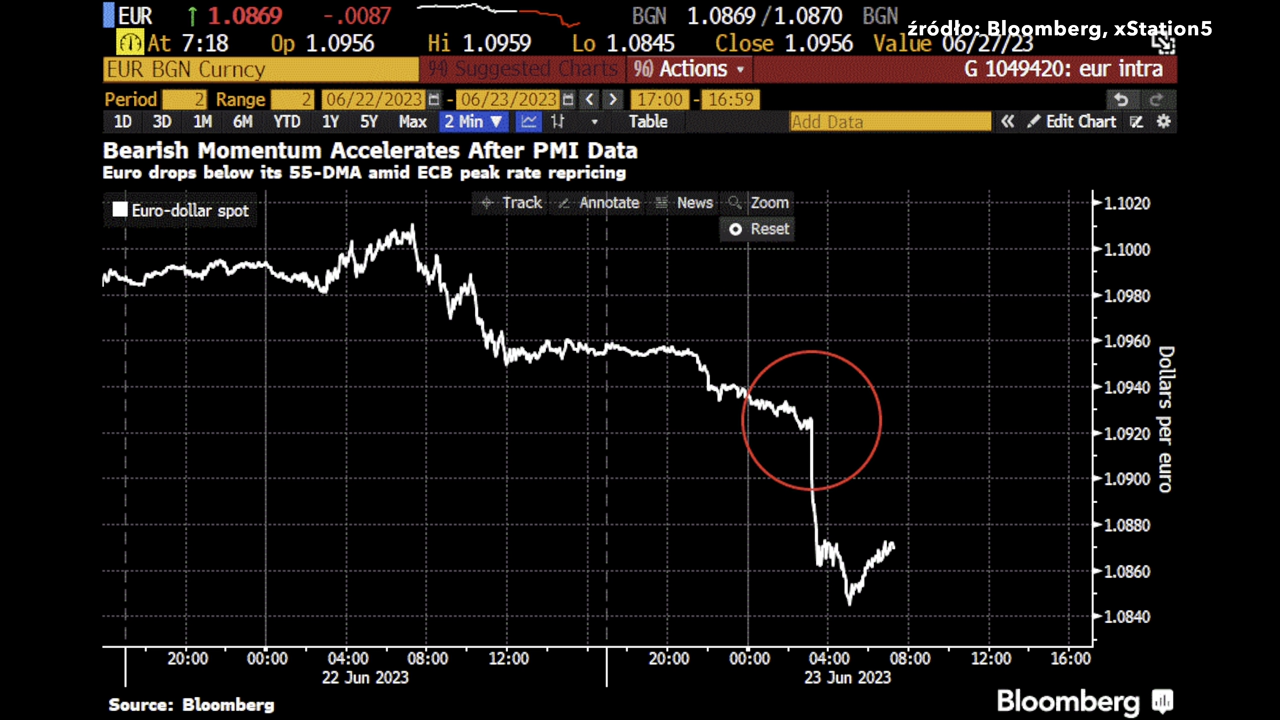 EUR ↑ 1.0869 -.0087 BGN 1.0869 / 1.0870 BGN
źródło: Bloomberg, xStation5
At 7:18 Op 1.0956 Hi 1.0959 Lo 1.0845 Close 1.0956 Value 06/27/23
EUR BGN Curncy 94) Suggested Charts 96) Actions ▾ G 1049420: eur intra
Period 2 Range 2 06/22/2023 - 06/23/2023 < > 17:00 - 16:59
1D 3D 1M 6M YTD 1Y 5Y Max 2 Min ▼ Table Add Data « Edit Chart
Bearish Momentum Accelerates After PMI Data
Euro drops below its 55-DMA amid ECB peak rate repricing
Track Annotate News Zoom
Reset
Euro-dollar spot
1.1020
1.1000
1.0980
1.0960
1.0940
1.0920
1.0900
1.0880
1.0860
1.0840
Dollars per euro
20:00 00:00 04:00 08:00 12:00 20:00 00:00 04:00 08:00 12:00 16:00
22 Jun 2023 23 Jun 2023
Source: Bloomberg
Bloomberg